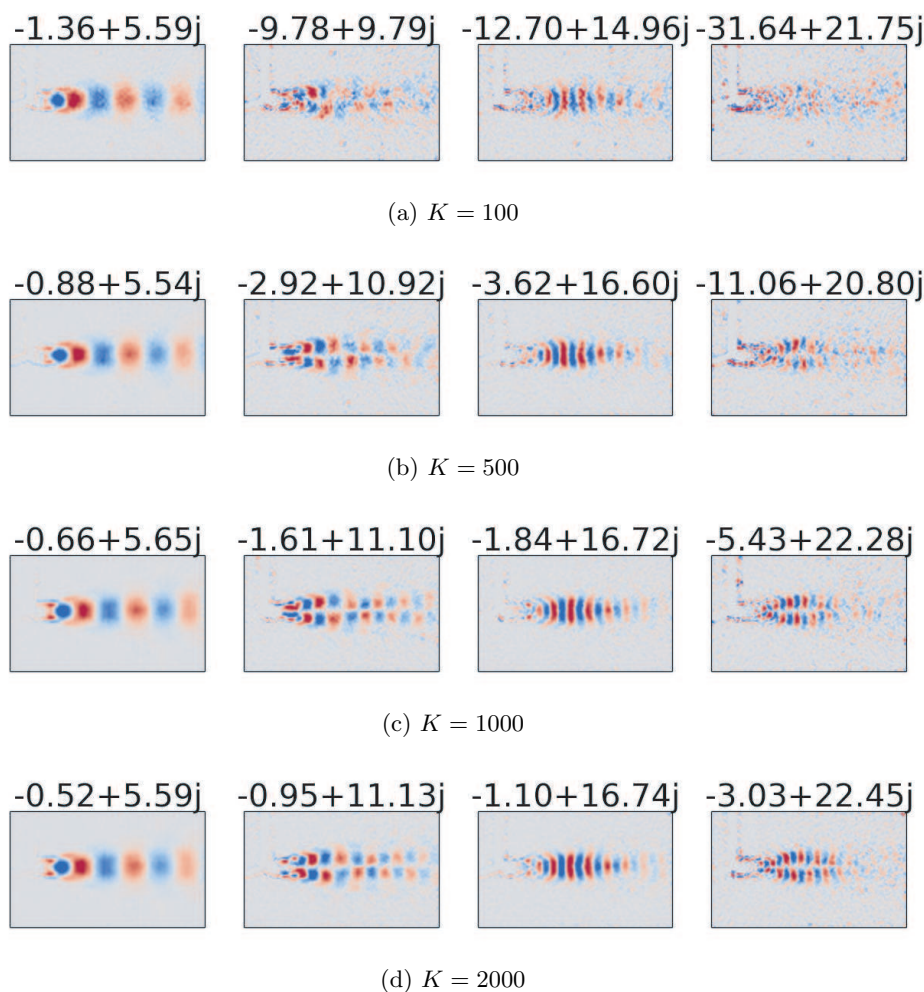 -1.36+5.59j -9.78+9.79j -12.70+14.96j -31.64+21.75j
(a) K = 100
-0.88+5.54j -2.92+10.92j -3.62+16.60j -11.06+20.80j
(b) K = 500
-0.66+5.65j -1.61+11.10j -1.84+16.72j -5.43+22.28j
(c) K = 1000
-0.52+5.59j -0.95+11.13j -1.10+16.74j -3.03+22.45j
(d) K = 2000